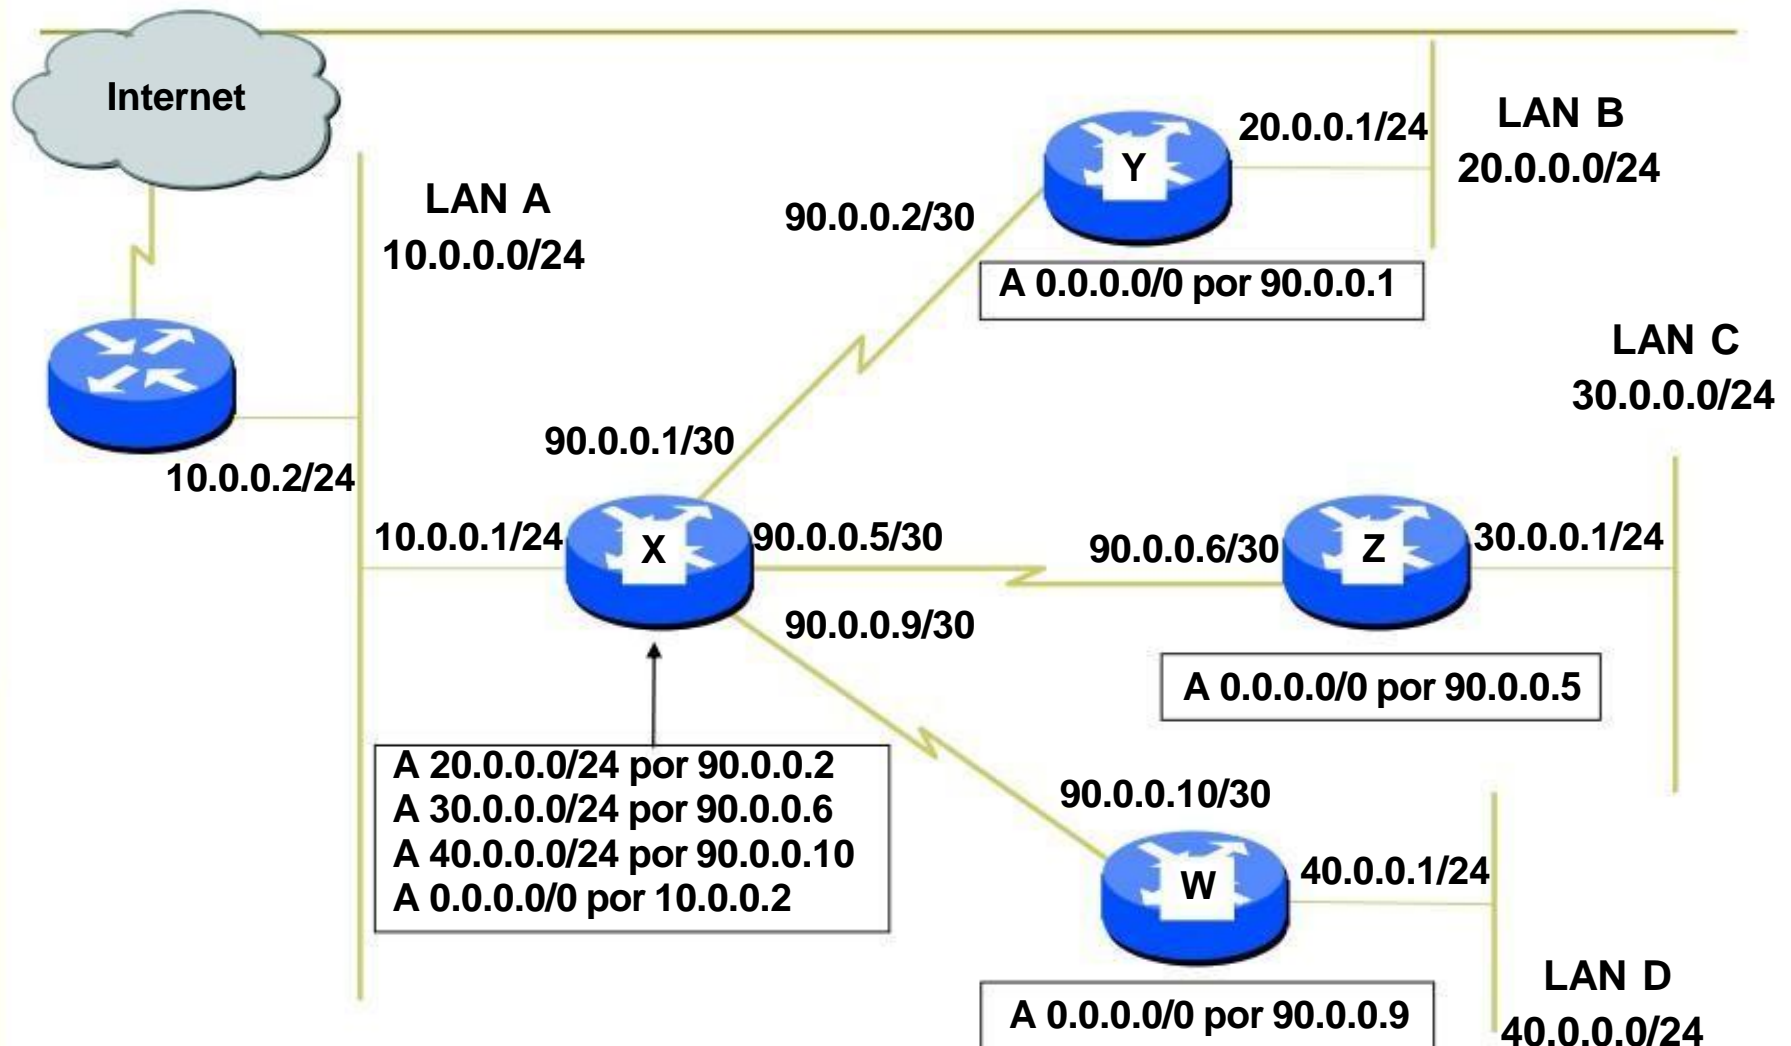 Internet
LAN A
10.0.0.0/24
10.0.0.2/24
90.0.0.2/30
Y
20.0.0.1/24
LAN B
20.0.0.0/24
A 0.0.0.0/0 por 90.0.0.1
LAN C
30.0.0.0/24
90.0.0.1/30
10.0.0.1/24
X
90.0.0.5/30
90.0.0.6/30
Z
30.0.0.1/24
90.0.0.9/30
A 0.0.0.0/0 por 90.0.0.5
A 20.0.0.0/24 por 90.0.0.2
A 30.0.0.0/24 por 90.0.0.6
A 40.0.0.0/24 por 90.0.0.10
A 0.0.0.0/0 por 10.0.0.2
90.0.0.10/30
W
40.0.0.1/24
A 0.0.0.0/0 por 90.0.0.9
LAN D
40.0.0.0/24